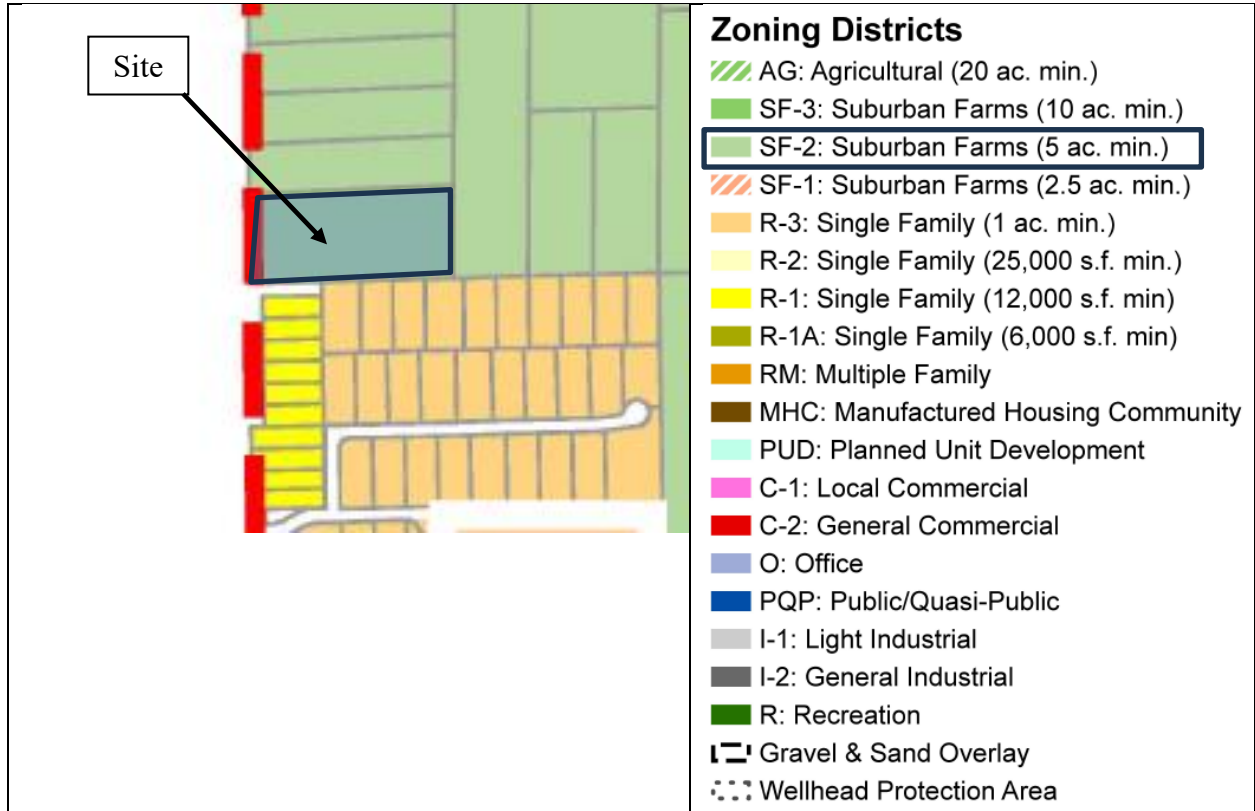 Site
Zoning Districts
AG: Agricultural (20 ac. min.)
SF-3: Suburban Farms (10 ac. min.)
SF-2: Suburban Farms (5 ac. min.)
SF-1: Suburban Farms (2.5 ac. min.)
R-3: Single Family (1 ac. min.)
R-2: Single Family (25,000 s.f. min.)
R-1: Single Family (12,000 s.f. min)
R-1A: Single Family (6,000 s.f. min)
RM: Multiple Family
MHC: Manufactured Housing Community
PUD: Planned Unit Development
C-1: Local Commercial
C-2: General Commercial
O: Office
PQP: Public/Quasi-Public
I-1: Light Industrial
I-2: General Industrial
R: Recreation
Gravel & Sand Overlay
Wellhead Protection Area